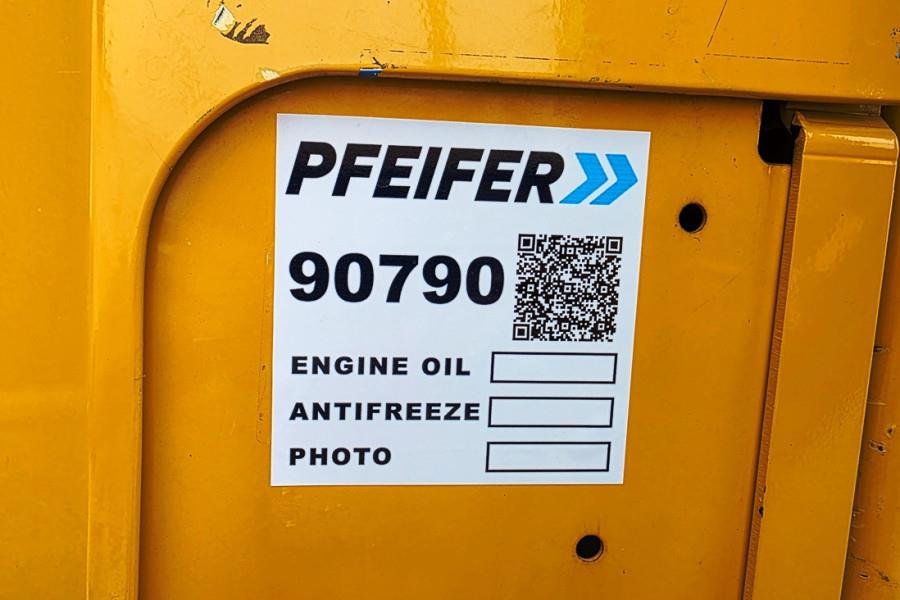 PFEIFER
90790
ENGINE OIL
ANTIFREEZE
PHOTO